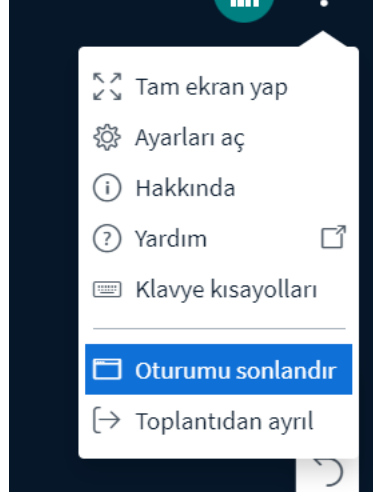 Tam ekran yap
Ayarları aç
Hakkında
Yardım
Klavye kısayolları
Oturumu sonlandır
Toplantıdan ayrıl